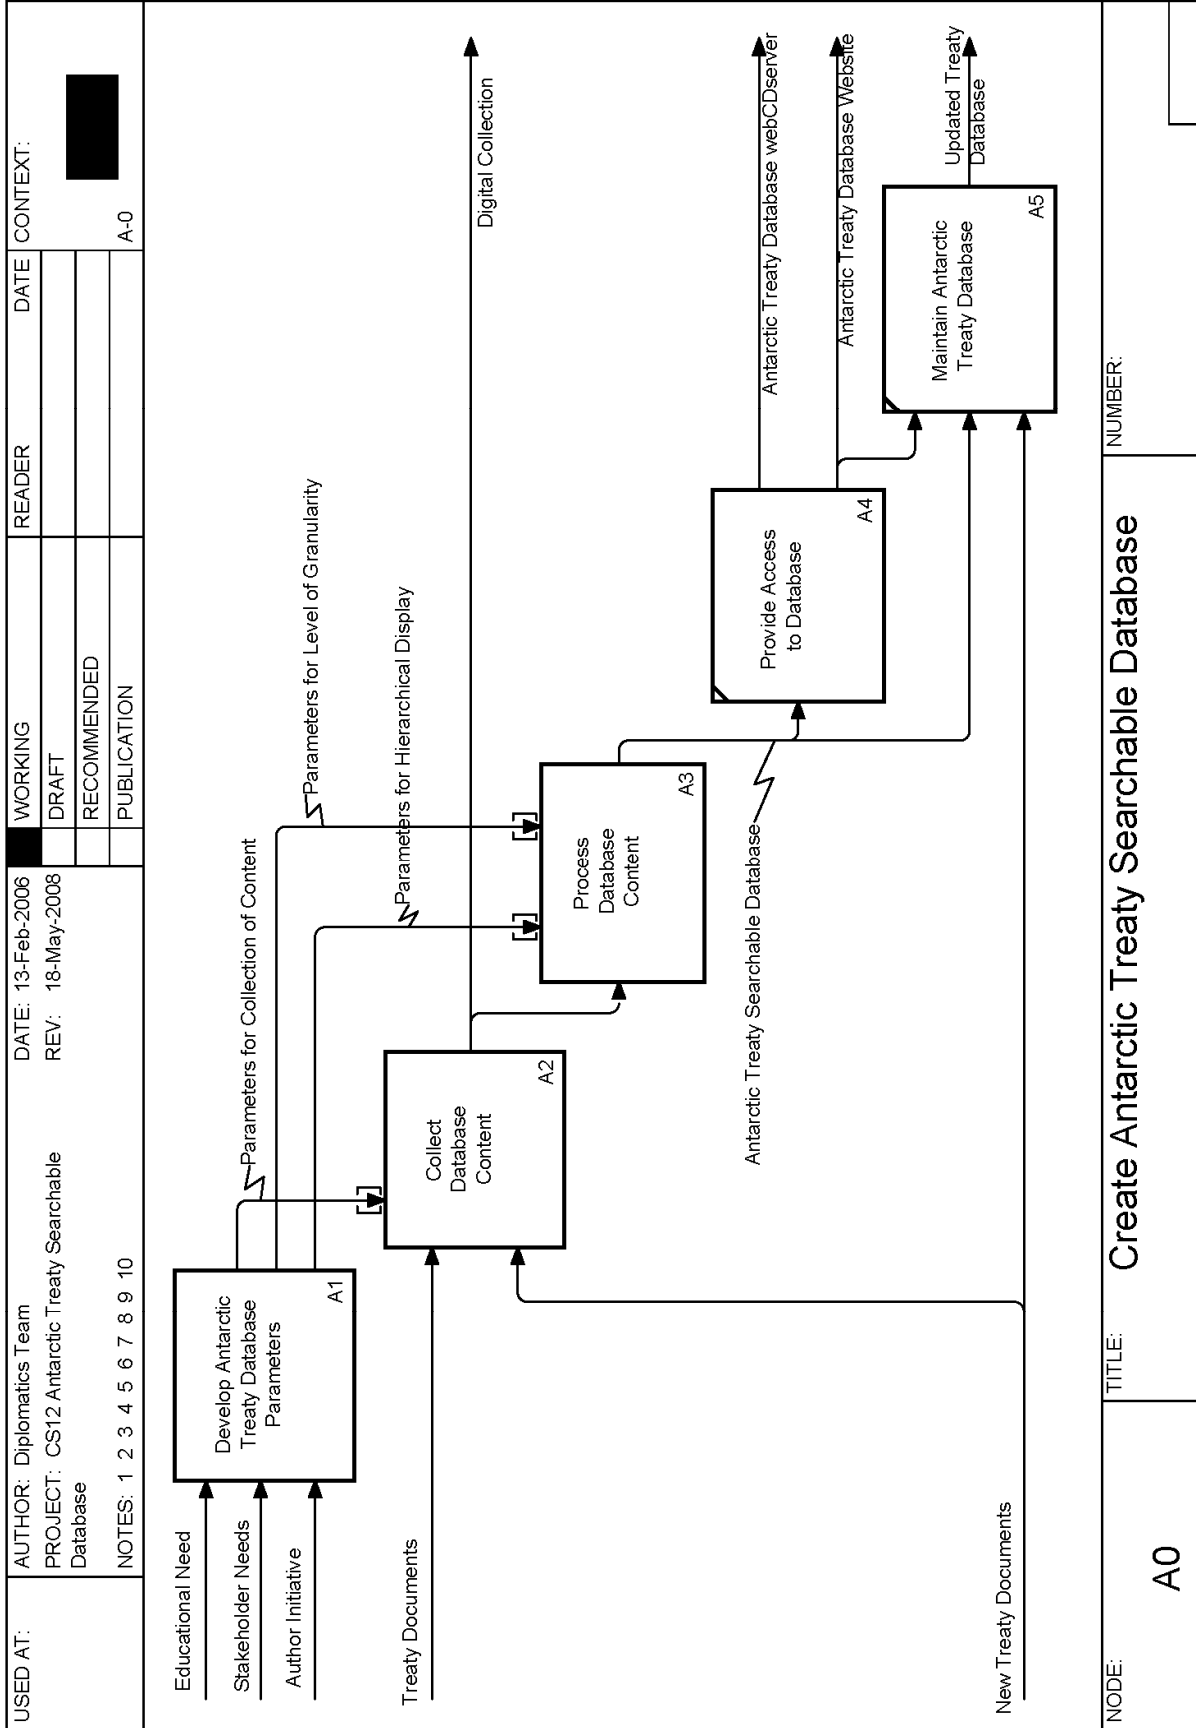 USED AT:
AUTHOR: Diplomatics Team
PROJECT: CS12 Antarctic Treaty Searchable
Database
NOTES: 1 2 3 4 5 6 7 8 9 10
DATE: 13-Feb-2006
REV: 18-May-2008
WORKING
DRAFT
RECOMMENDED
PUBLICATION
READER
DATE
CONTEXT:
A-0
Educational Need
Stakeholder Needs
Author Initiative
Treaty Documents
New Treaty Documents
Develop Antarctic
Treaty Database
Parameters
A1
Parameters for Collection of Content
Parameters for Level of Granularity
Parameters for Hierarchical Display
Collect
Database
Content
A2
Digital Collection
Process
Database
Content
A3
Antarctic Treaty Searchable Database
Provide Access
to Database
A4
Antarctic Treaty Database webCDserver
Antarctic Treaty Database Website
Maintain Antarctic
Treaty Database
A5
Updated Treaty
Database
NODE:
A0
TITLE:
Create Antarctic Treaty Searchable Database
NUMBER: